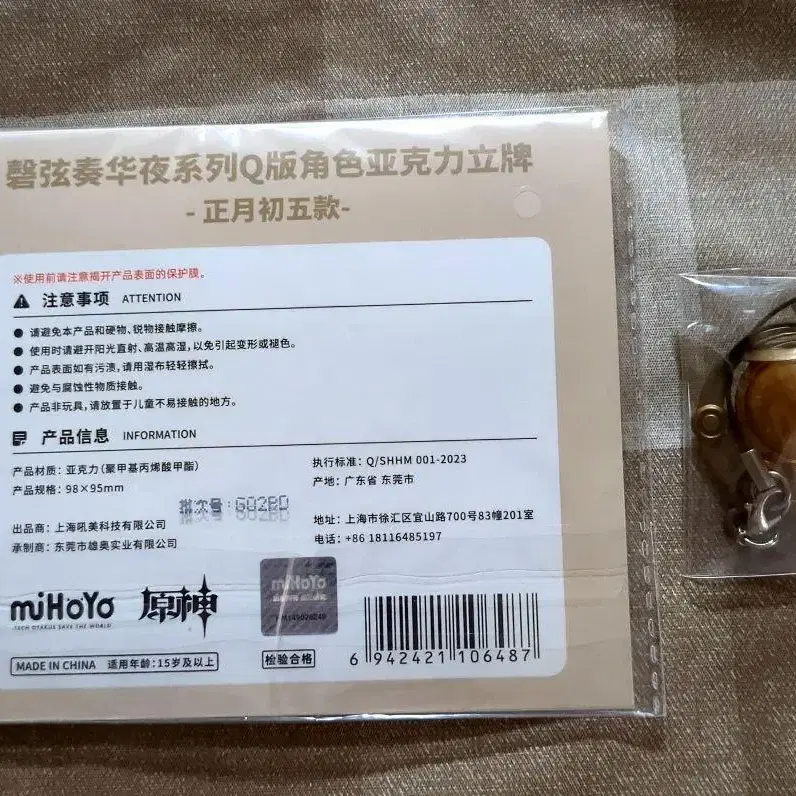 磬弦奏华夜系列Q版角色亚克力立牌
- 正月初五款-
※使用前请注意揭开产品表面的保护膜。
注意事项 ATTENTION
● 请避免本产品和硬物、锐物接触摩擦。
● 使用时请避开阳光直射、高温高湿，以免引起变形或褪色。
● 产品表面如有污渍，请用湿布轻轻擦拭。
● 避免与腐蚀性物质接触。
● 产品非玩具，请放置于儿童不易接触的地方。
产品信息 INFORMATION
产品材质：亚克力（聚甲基丙烯酸甲酯）
产品规格：98×95mm
执行标准：Q/SHHM 001-2023
产地：广东省 东莞市
批次号：G02BD
出品商：上海吼美科技有限公司
承制商：东莞市雄奥实业有限公司
地址：上海市徐汇区宜山路700号83幢201室
电话：+86 18116485197
miHoYo
TECH OTAKUS SAVE THE WORLD
原神
miHoYo
MADE IN CHINA 适用年龄：15岁及以上
检验合格
6 942421 106487